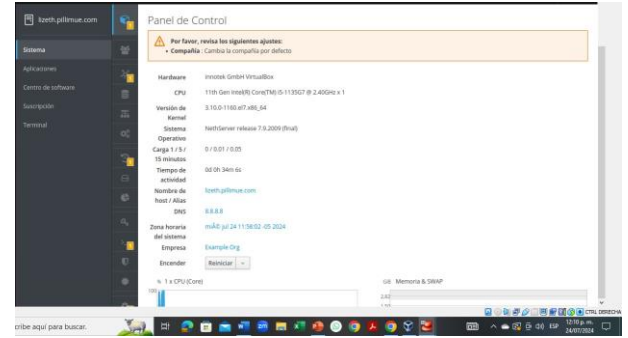 lizeth.pillimue.com
Panel de Control
Por favor, revisa los siguientes ajustes:
• Compañía : Cambia la compañía por defecto
Sistema
Aplicaciones
Centro de software
Suscripción
Terminal
Hardware innotek GmbH VirtualBox
CPU 11th Gen Intel(R) Core(TM) i5-1135G7 @ 2.40GHz x 1
Versión de Kernel 3.10.0-1160.el7.x86_64
Sistema Operativo NethServer release 7.9.2009 (final)
Carga 1 / 5 / 15 minutos 0 / 0.01 / 0.05
Tiempo de actividad 0d 0h 34m 6s
Nombre de host / Alias lizeth.pillimue.com
DNS 8.8.8.8
Zona horaria del sistema miÃ© jul 24 11:56:02 -05 2024
Empresa Example Org
Encender Reiniciar
% 1 x CPU (Core) GB Memoria & SWAP
100
CTRL DERECHA
cribe aquí para buscar.
ESP
12:10 p. m.
24/07/2024